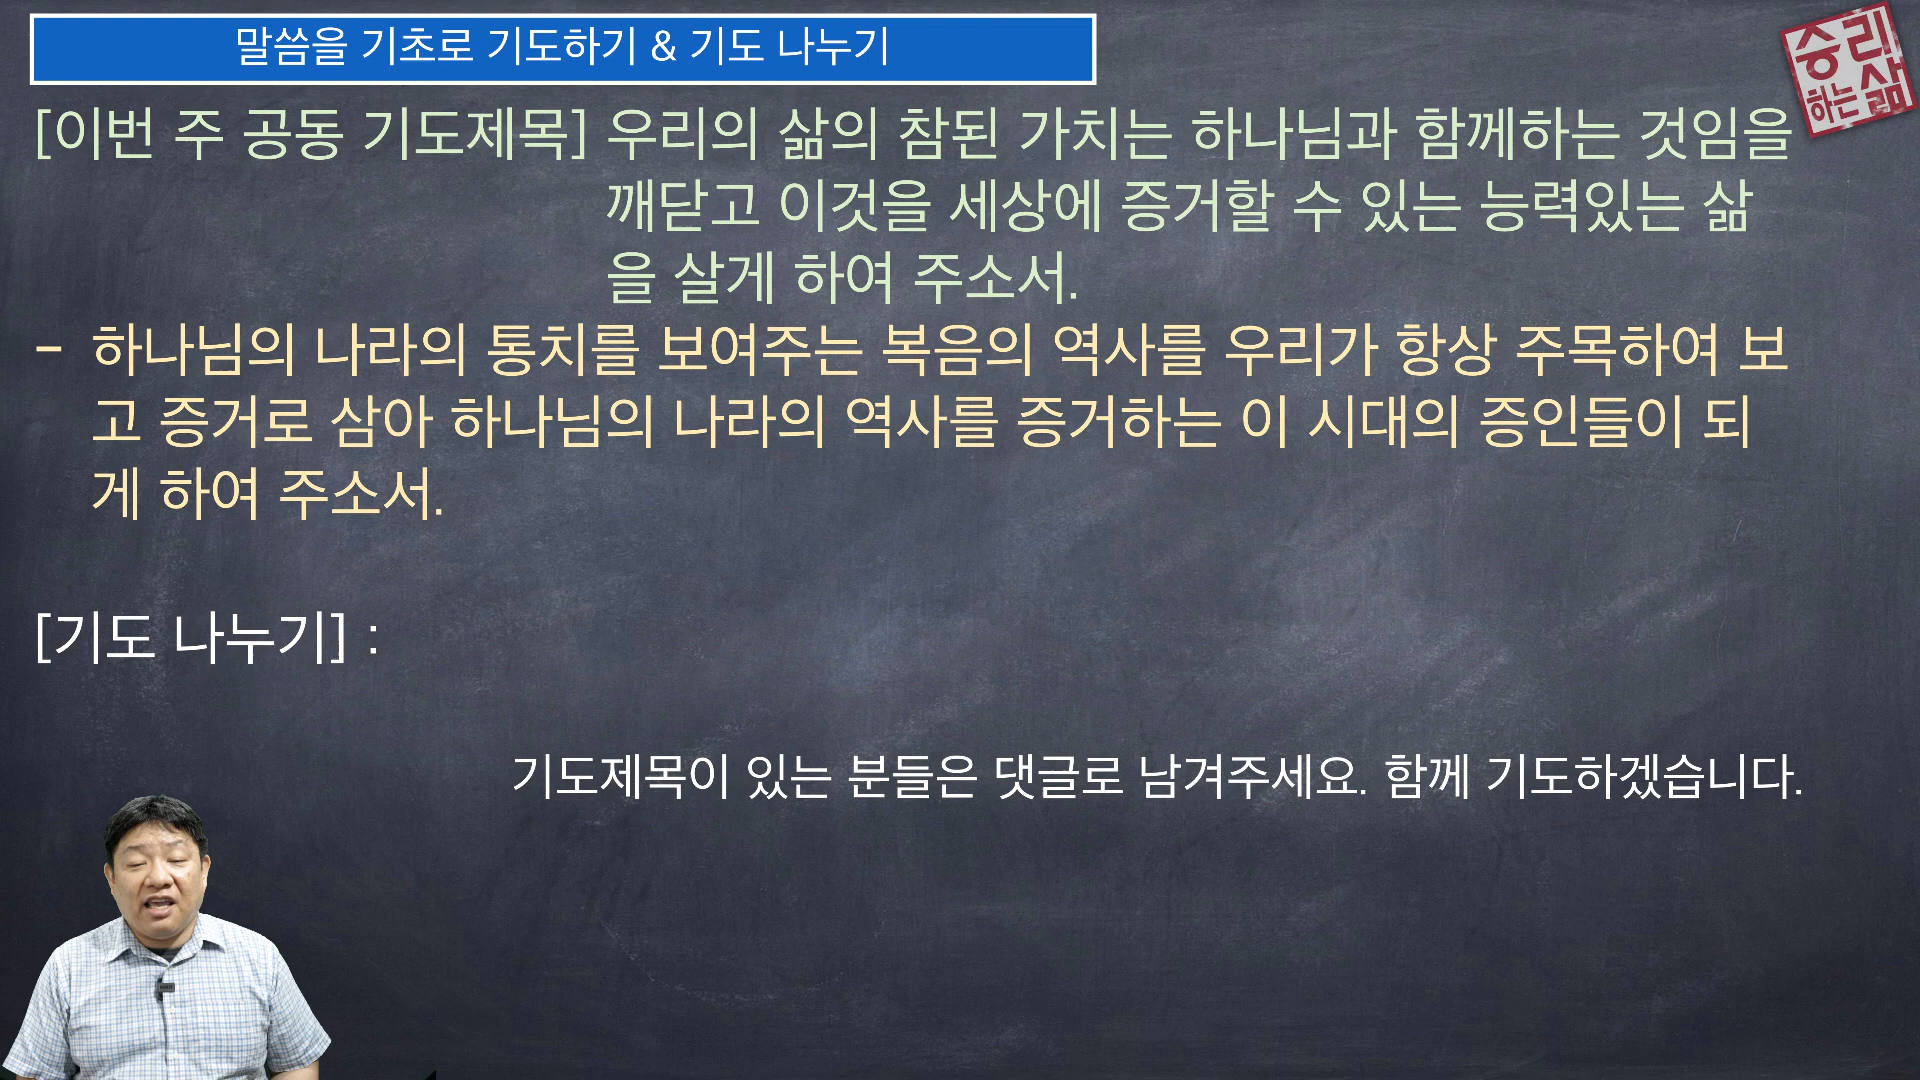 말씀을 기초로 기도하기 & 기도 나누기
승리
하는 삶
[이번 주 공동 기도제목] 우리의 삶의 참된 가치는 하나님과 함께하는 것임을
깨닫고 이것을 세상에 증거할 수 있는 능력있는 삶
을 살게 하여 주소서.
- 하나님의 나라의 통치를 보여주는 복음의 역사를 우리가 항상 주목하여 보
고 증거로 삼아 하나님의 나라의 역사를 증거하는 이 시대의 증인들이 되
게 하여 주소서.
[기도 나누기] :
기도제목이 있는 분들은 댓글로 남겨주세요. 함께 기도하겠습니다.